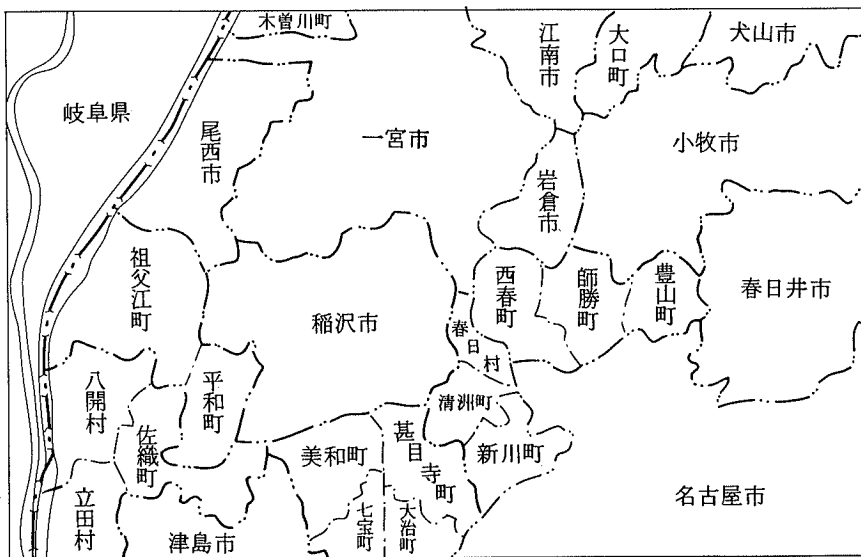 木曽川町
江南市
大口町
犬山市
岐阜県
尾西市
一宮市
小牧市
岩倉市
祖父江町
稲沢市
西春町
師勝町
豊山町
春日井市
春日村
八開村
佐織町
平和町
清洲町
美和町
甚目寺町
新川町
立田村
津島市
七宝町
大治町
名古屋市